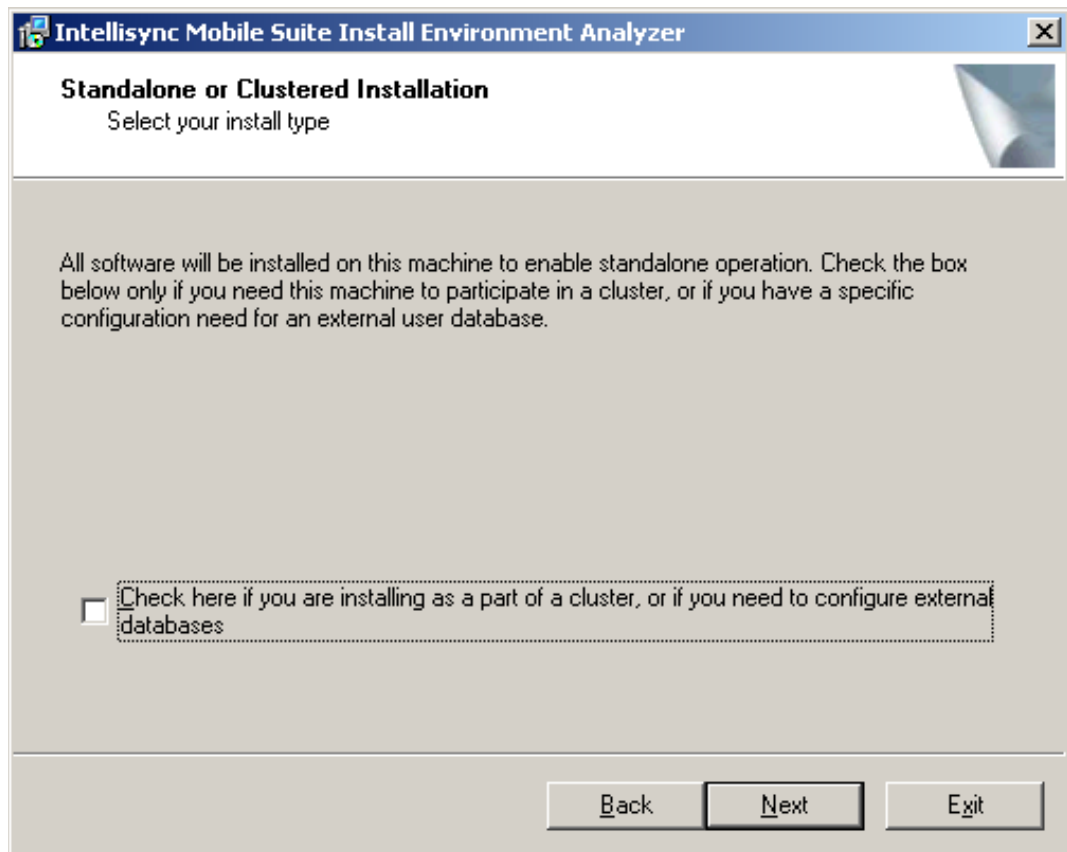 Intellisync Mobile Suite Install Environment Analyzer
Standalone or Clustered Installation
Select your install type
All software will be installed on this machine to enable standalone operation. Check the box
below only if you need this machine to participate in a cluster, or if you have a specific
configuration need for an external user database.
Check here if you are installing as a part of a cluster, or if you need to configure external
databases
Back Next Exit